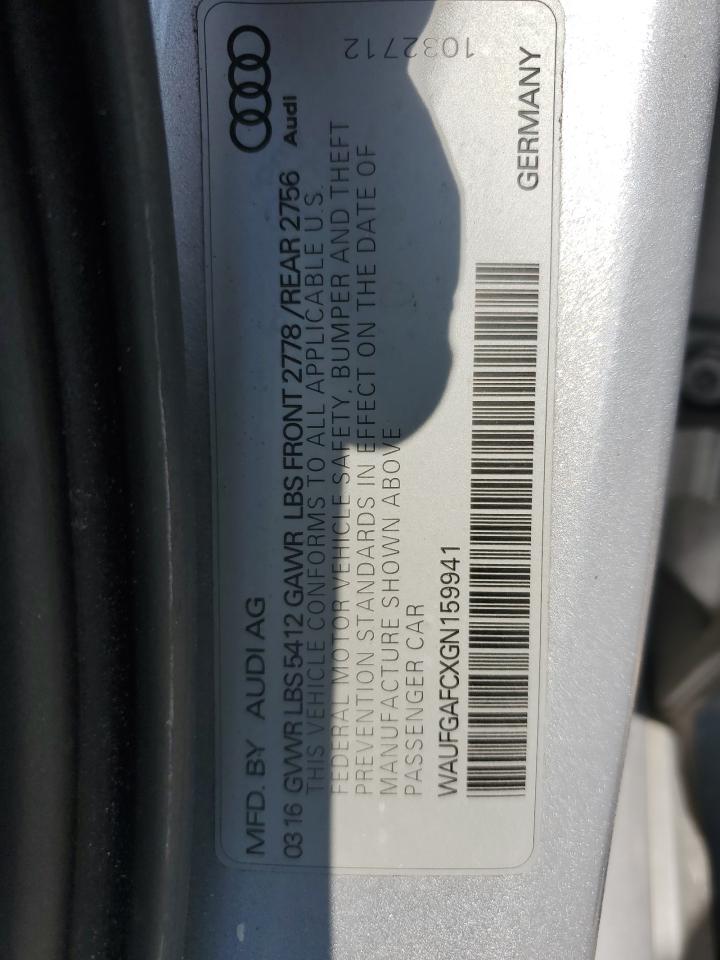 MFD. BY AUDI AG
03 16 GVWR LBS 5412 GAWR LBS FRONT 2778 /REAR 2756
Audi
THIS VEHICLE CONFORMS TO ALL APPLICABLE U.S.
FEDERAL MOTOR VEHICLE SAFETY, BUMPER AND THEFT
PREVENTION STANDARDS IN EFFECT ON THE DATE OF
MANUFACTURE SHOWN ABOVE
PASSENGER CAR
1032712
WAUFGAFCXGN159941
GERMANY